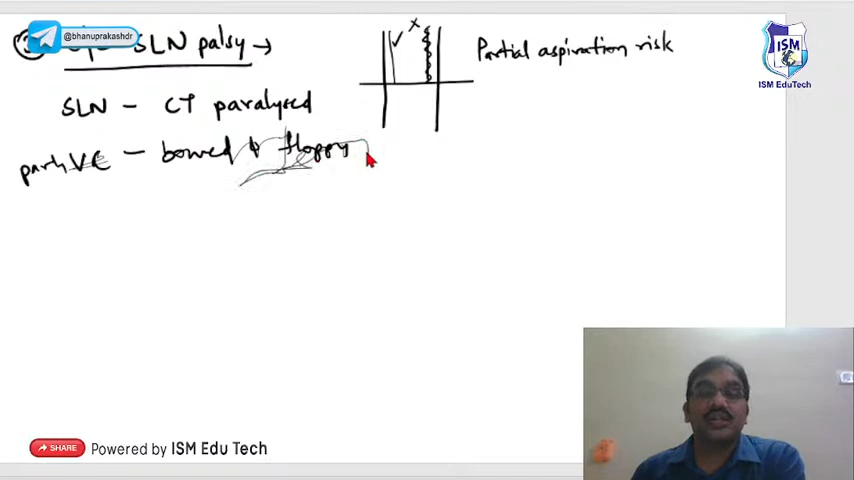 @bhanuprakashdr
SLN palsy →
Partial aspiration risk
SLN - CT paralysed
VC - bowed & floppy
ISM
ISM EduTech
SHARE
Powered by ISM Edu Tech